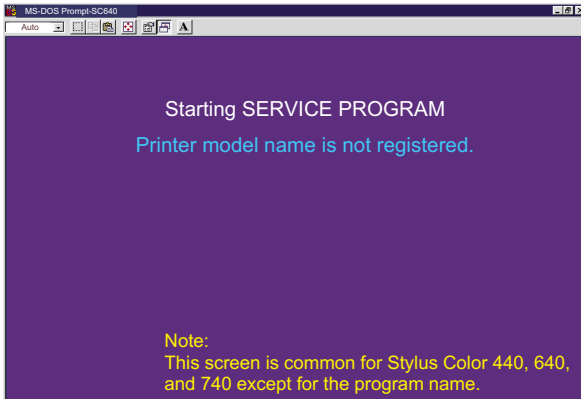 MS-DOS Prompt-SC640
Auto
A
Starting SERVICE PROGRAM
Printer model name is not registered.
Note:
This screen is common for Stylus Color 440, 640,
and 740 except for the program name.